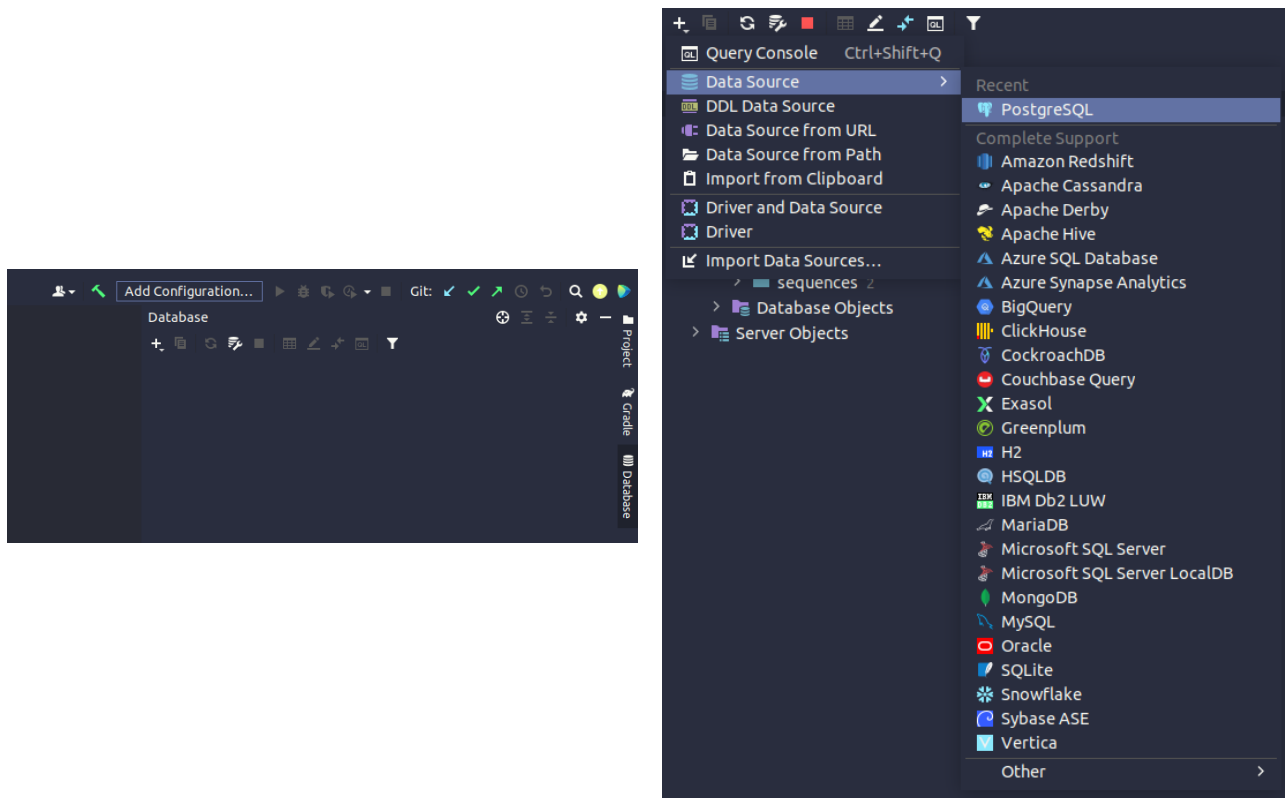 Add Configuration...
Git:
Database
Project
Gradle
Database
Query Console Ctrl+Shift+Q
Data Source
DDL Data Source
Data Source from URL
Data Source from Path
Import from Clipboard
Driver and Data Source
Driver
Import Data Sources...
sequences 2
Database Objects
Server Objects
Recent
PostgreSQL
Complete Support
Amazon Redshift
Apache Cassandra
Apache Derby
Apache Hive
Azure SQL Database
Azure Synapse Analytics
BigQuery
ClickHouse
CockroachDB
Couchbase Query
Exasol
Greenplum
H2
HSQLDB
IBM Db2 LUW
MariaDB
Microsoft SQL Server
Microsoft SQL Server LocalDB
MongoDB
MySQL
Oracle
SQLite
Snowflake
Sybase ASE
Vertica
Other